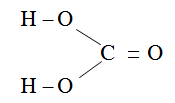 H – O
C = O
H – O